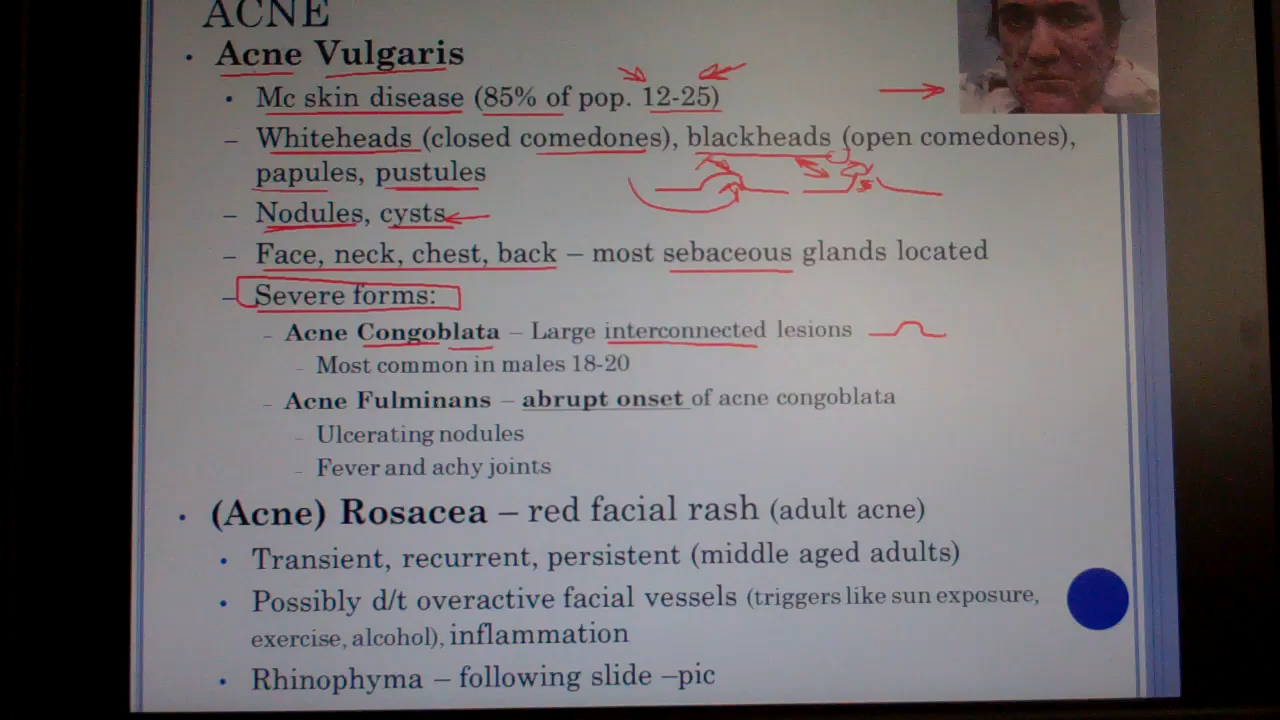 ACNE
• Acne Vulgaris
• Mc skin disease (85% of pop. 12-25)
– Whiteheads (closed comedones), blackheads (open comedones),
papules, pustules
– Nodules, cysts
– Face, neck, chest, back – most sebaceous glands located
– Severe forms:
– Acne Congoblata – Large interconnected lesions
– Most common in males 18-20
– Acne Fulminans – abrupt onset of acne congoblata
– Ulcerating nodules
– Fever and achy joints
• (Acne) Rosacea – red facial rash (adult acne)
• Transient, recurrent, persistent (middle aged adults)
• Possibly d/t overactive facial vessels (triggers like sun exposure,
exercise, alcohol), inflammation
• Rhinophyma – following slide –pic